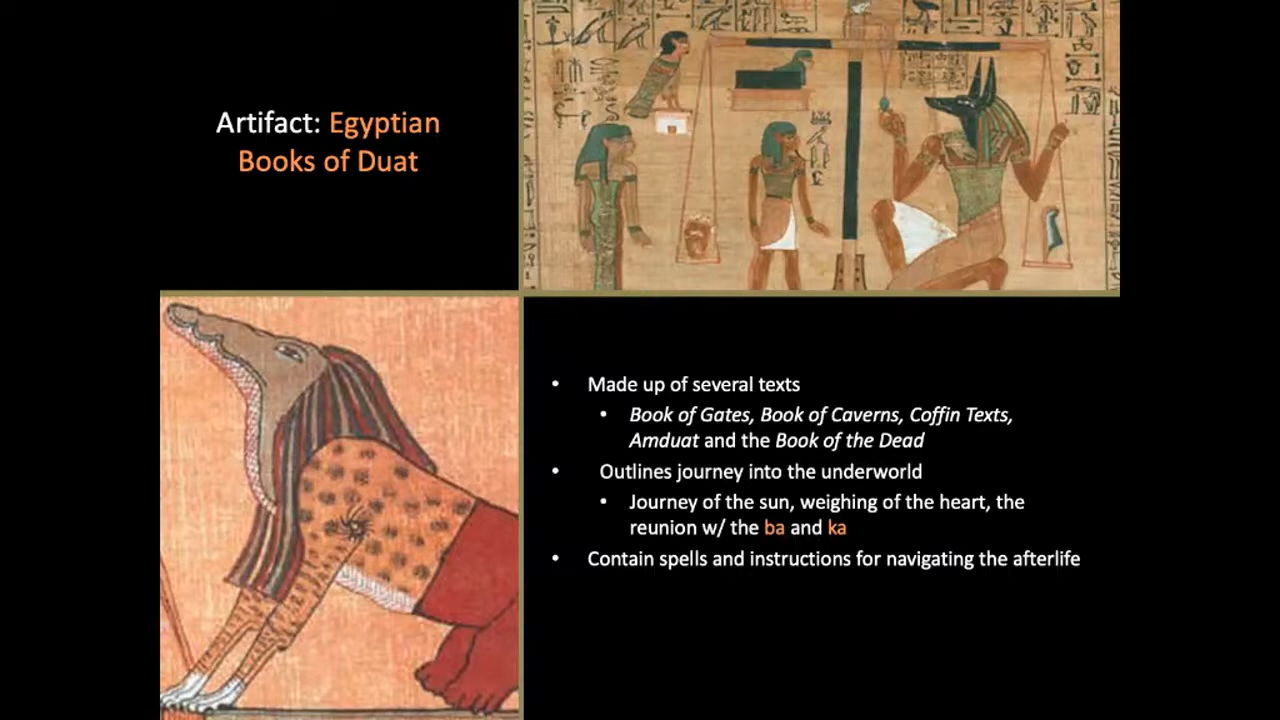 Artifact: Egyptian
Books of Duat
• Made up of several texts
• Book of Gates, Book of Caverns, Coffin Texts,
Amduat and the Book of the Dead
• Outlines journey into the underworld
• Journey of the sun, weighing of the heart, the
reunion w/ the ba and ka
• Contain spells and instructions for navigating the afterlife